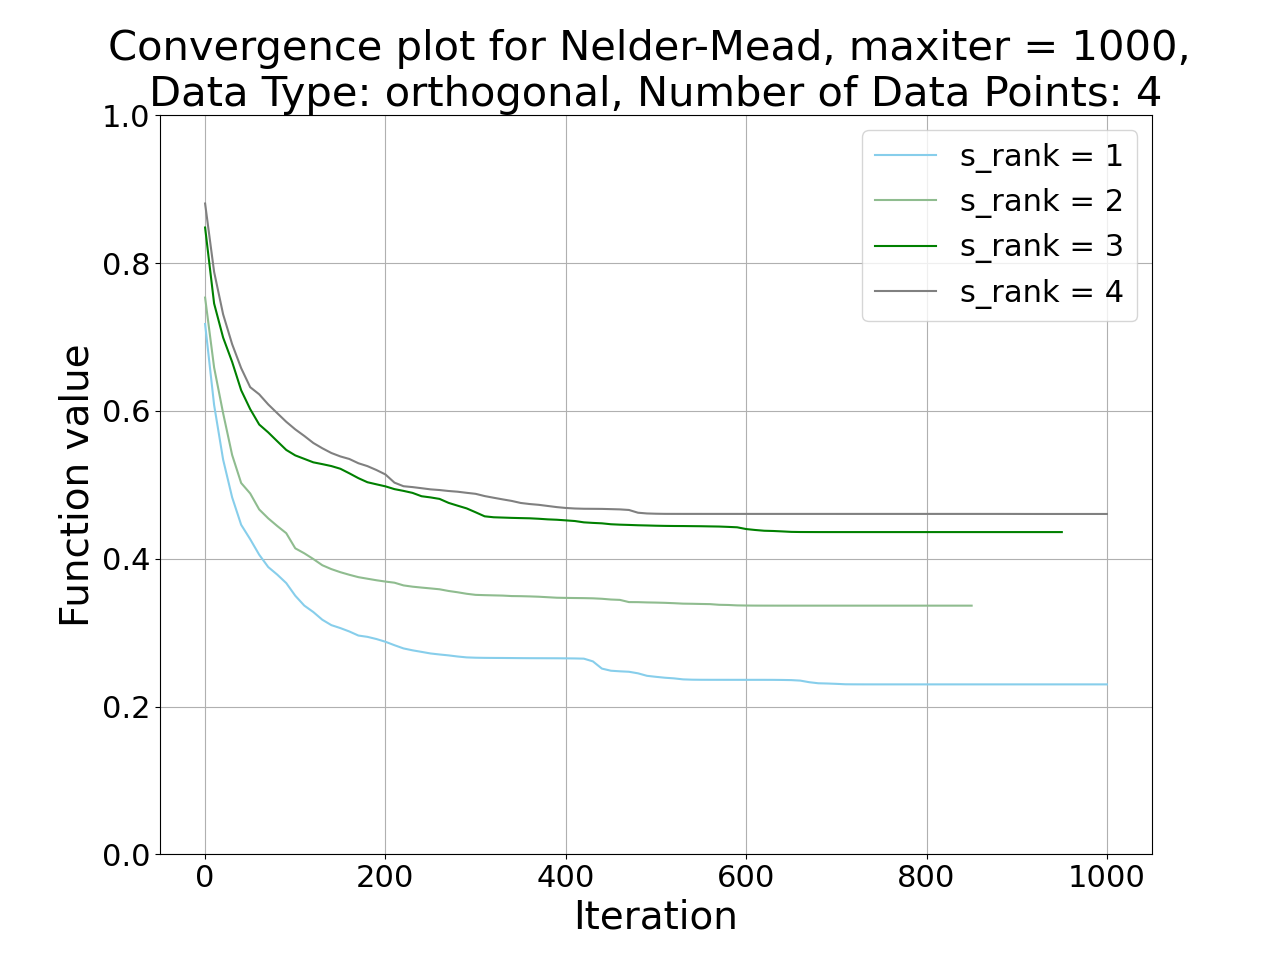 Convergence plot for Nelder-Mead, maxiter = 1000,
Data Type: orthogonal, Number of Data Points: 4
1.0
0.8
0.6
0.4
0.2
0.0
Function value
s_rank = 1
s_rank = 2
s_rank = 3
s_rank = 4
0 200 400 600 800 1000
Iteration